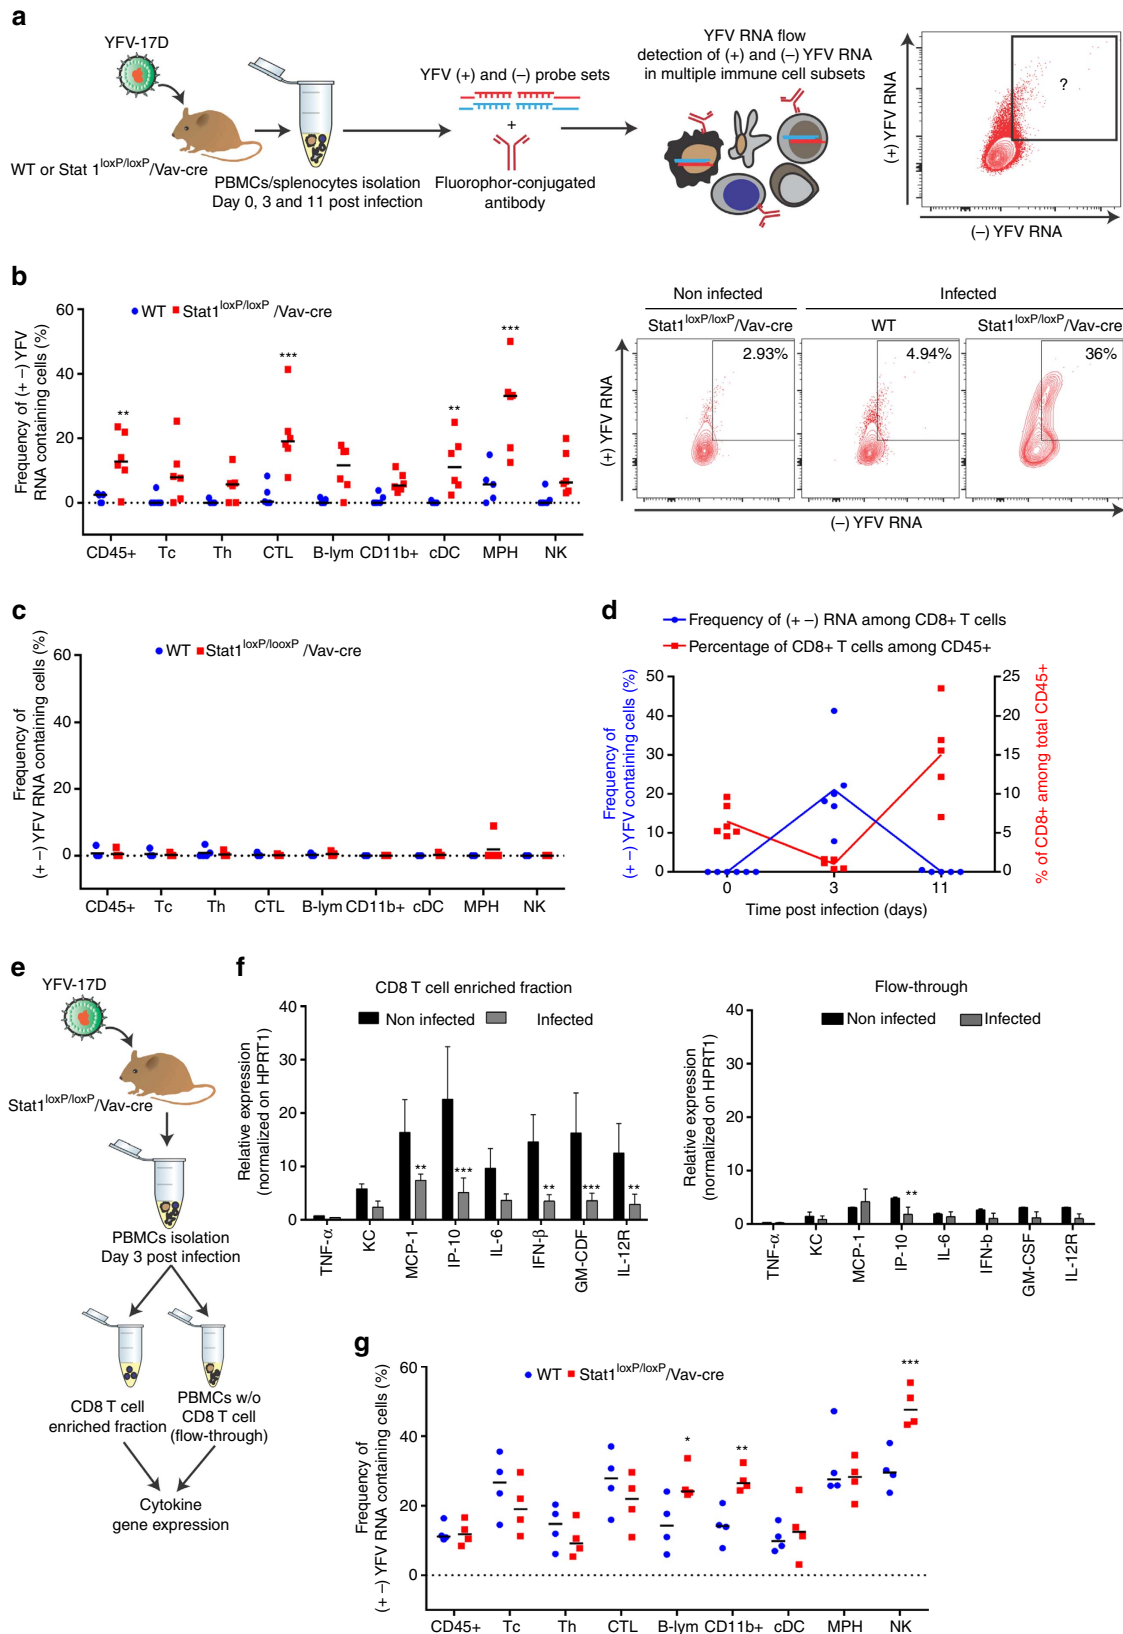 a
YFV-17D
WT or Stat 1loxP/loxP/Vav-cre
PBMCs/splenocytes isolation
Day 0, 3 and 11 post infection
YFV (+) and (−) probe sets
+
Fluorophor-conjugated
antibody
YFV RNA flow
detection of (+) and (−) YFV RNA
in multiple immune cell subsets
(+) YFV RNA
?
(−) YFV RNA
b
Frequency of (+ −) YFV
RNA containing cells (%)
60
40
20
0
WT
Stat1loxP/loxP/Vav-cre
**
***
**
***
CD45+
Tc
Th
CTL
B-lym
CD11b+
cDC
MPH
NK
Non infected
Infected
Stat1loxP/loxP/Vav-cre
WT
Stat1loxP/loxP/Vav-cre
2.93%
4.94%
36%
(+) YFV RNA
(−) YFV RNA
c
Frequency of
(+ −) YFV RNA containing cells (%)
60
40
20
0
WT
Stat1loxP/looxP/Vav-cre
CD45+
Tc
Th
CTL
B-lym
CD11b+
cDC
MPH
NK
d
Frequency of (+ −) RNA among CD8+ T cells
Percentage of CD8+ T cells among CD45+
Frequency of
(+ −) YFV containing cells (%)
50
40
30
20
10
0
25
20
15
10
5
0
% of CD8+ among total CD45+
0
3
11
Time post infection (days)
e
YFV-17D
Stat1loxP/loxP/Vav-cre
PBMCs isolation
Day 3 post infection
CD8 T cell
enriched fraction
PBMCs w/o
CD8 T cell
(flow-through)
Cytokine
gene expression
f
CD8 T cell enriched fraction
Non infected
Infected
Relative expression
(normalized on HPRT1)
40
30
20
10
0
**
***
**
***
**
TNF-α
KC
MCP-1
IP-10
IL-6
IFN-β
GM-CDF
IL-12R
Flow-through
Non infected
Infected
Relative expression
(normalized on HPRT1)
40
30
20
10
0
**
TNF-α
KC
MCP-1
IP-10
IL-6
IFN-b
GM-CSF
IL-12R
g
Frequency of
(+ −) YFV RNA containing cells (%)
60
40
20
0
WT
Stat1loxP/loxP/Vav-cre
*
**
***
CD45+
Tc
Th
CTL
B-lym
CD11b+
cDC
MPH
NK